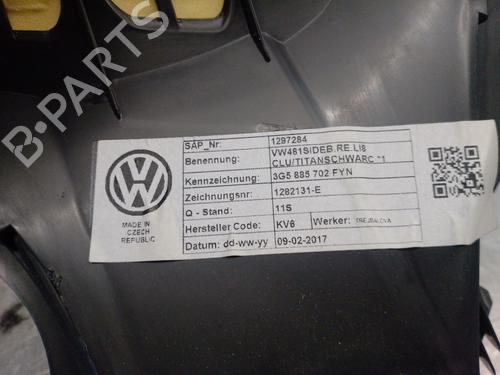 B-PARTS
SAP_Nr: 1297284
Benennung: VW481SIDEB.RE.LI8
CLU/TITANSCHWARC *1
Kennzeichnung: 3G5 885 702 FYN
Zeichnungsnr: 1282131-E
Q - Stand: 11S
Hersteller Code: KV6 Werker:
Datum: dd-ww-yy 09-02-2017
MADE IN
CZECH
REPUBLIC